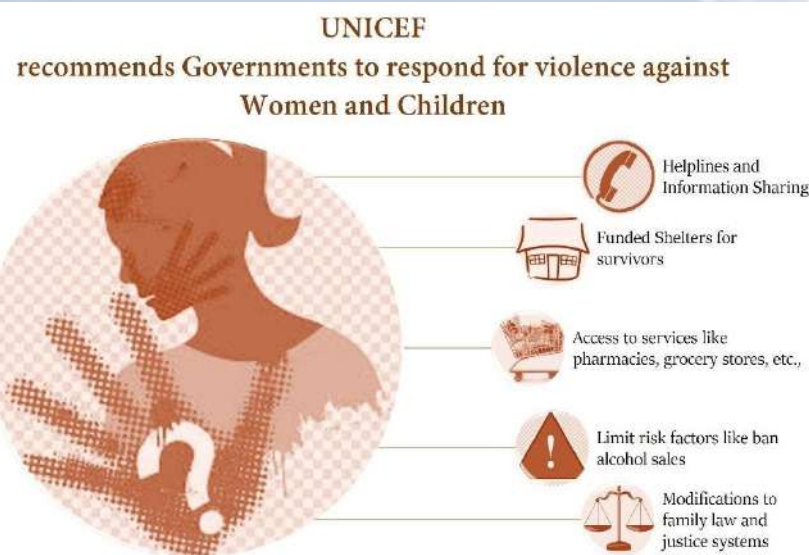 UNICEF
recommends Governments to respond for violence against
Women and Children
Helplines and
Information Sharing
Funded Shelters for
survivors
Access to services like
pharmacies, grocery stores, etc.,
Limit risk factors like ban
alcohol sales
Modifications to
family law and
justice systems